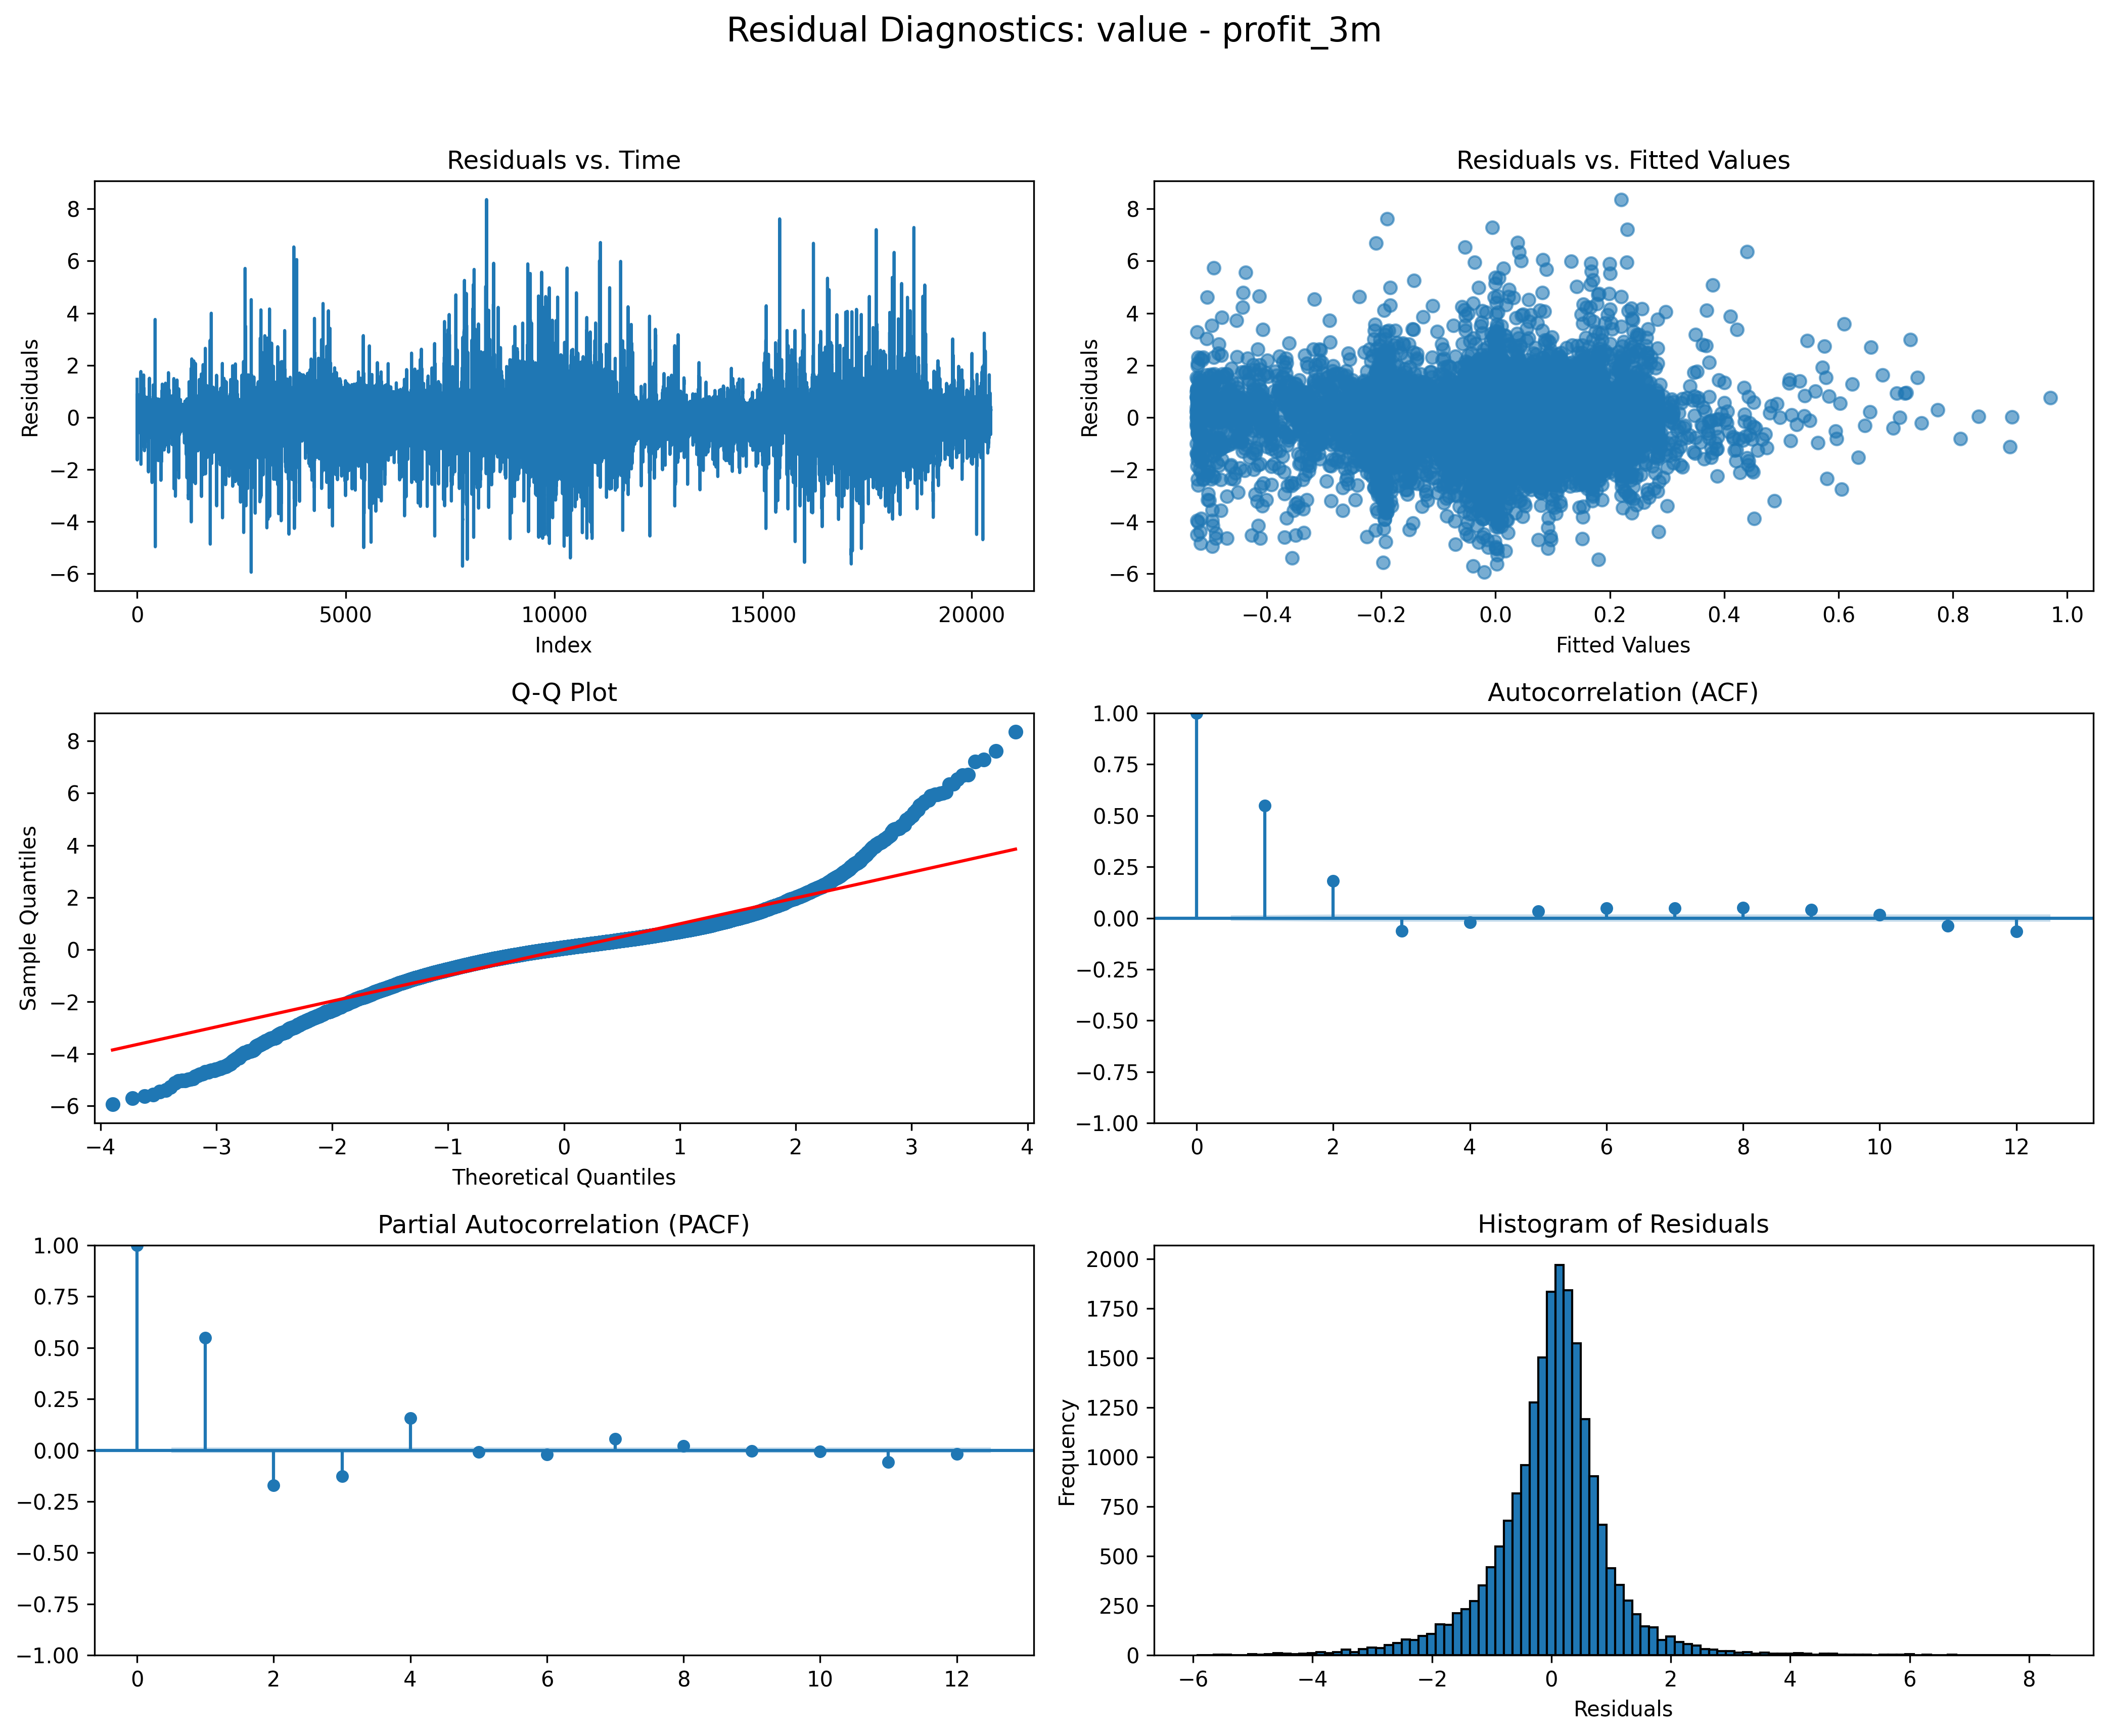 Residual Diagnostics: value - profit_3m
Residuals vs. Time
8
6
4
2
0
−2
−4
−6
Residuals
0 5000 10000 15000 20000
Index
Residuals vs. Fitted Values
8
6
4
2
0
−2
−4
−6
Residuals
−0.4 −0.2 0.0 0.2 0.4 0.6 0.8 1.0
Fitted Values
Q-Q Plot
8
6
4
2
0
−2
−4
−6
Sample Quantiles
−4 −3 −2 −1 0 1 2 3 4
Theoretical Quantiles
Autocorrelation (ACF)
1.00
0.75
0.50
0.25
0.00
−0.25
−0.50
−0.75
−1.00
0 2 4 6 8 10 12
Partial Autocorrelation (PACF)
1.00
0.75
0.50
0.25
0.00
−0.25
−0.50
−0.75
−1.00
0 2 4 6 8 10 12
Histogram of Residuals
2000
1750
1500
1250
1000
750
500
250
0
Frequency
−6 −4 −2 0 2 4 6 8
Residuals